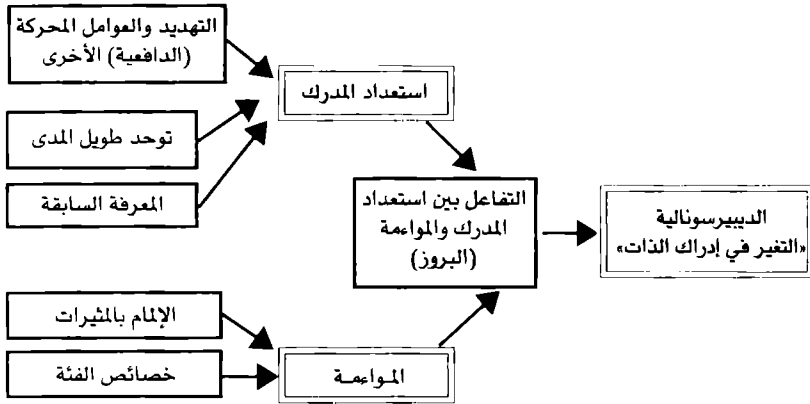 التهديد والعوامل المحركة
(الدافعية) الأخرى
استعداد المدرك
توحد طويل المدى
المعرفة السابقة
التفاعل بين استعداد
المدرك والمواءمة
(البروز)
الديبيرسونالية
«التغير في إدراك الذات»
الإلمام بالمثيرات
خصائص الفئة
المواءمة